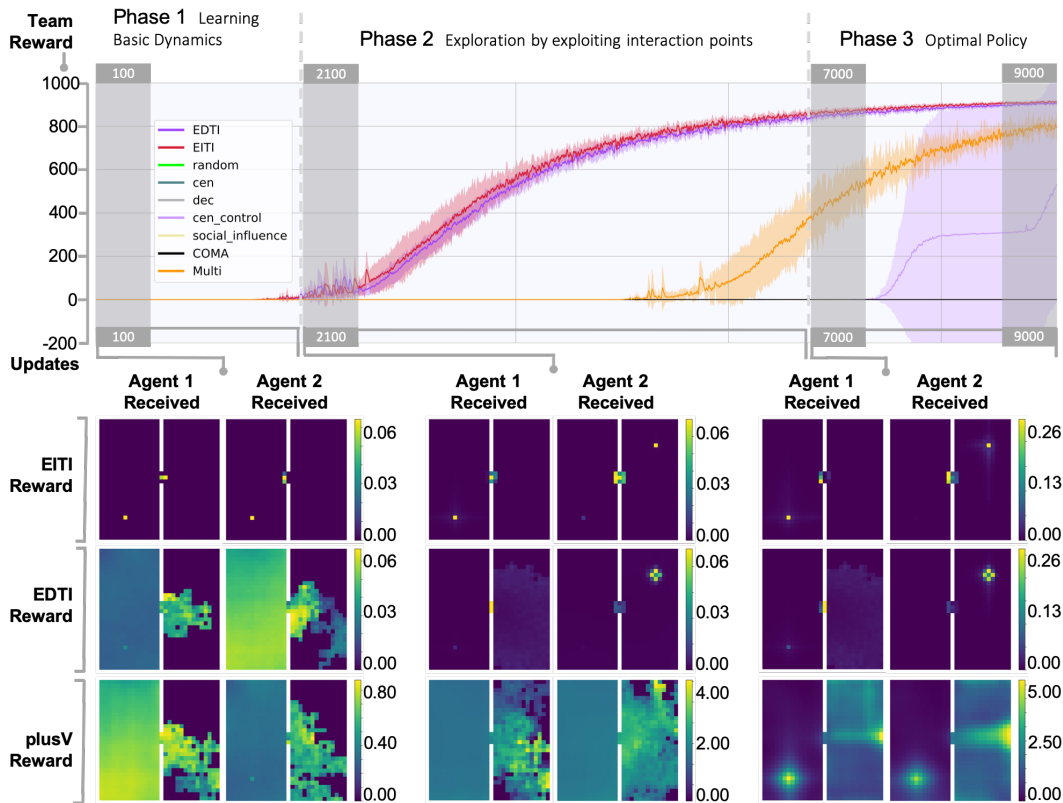 Phase 1 Learning
Basic Dynamics
Phase 2 Exploration by exploiting interaction points
Phase 3 Optimal Policy
Team
Reward
100
2100
7000
9000
1000
800
600
400
200
0
-200
EDTI
EITI
random
cen
dec
cen_control
social_influence
COMA
Multi
100
2100
7000
9000
Updates
Agent 1
Received
Agent 2
Received
Agent 1
Received
Agent 2
Received
Agent 1
Received
Agent 2
Received
EITI
Reward
0.06
0.03
0.00
0.06
0.03
0.00
0.26
0.13
0.00
EDTI
Reward
0.06
0.03
0.00
0.06
0.03
0.00
0.26
0.13
0.00
plusV
Reward
0.80
0.40
0.00
4.00
2.00
0.00
5.00
2.50
0.00